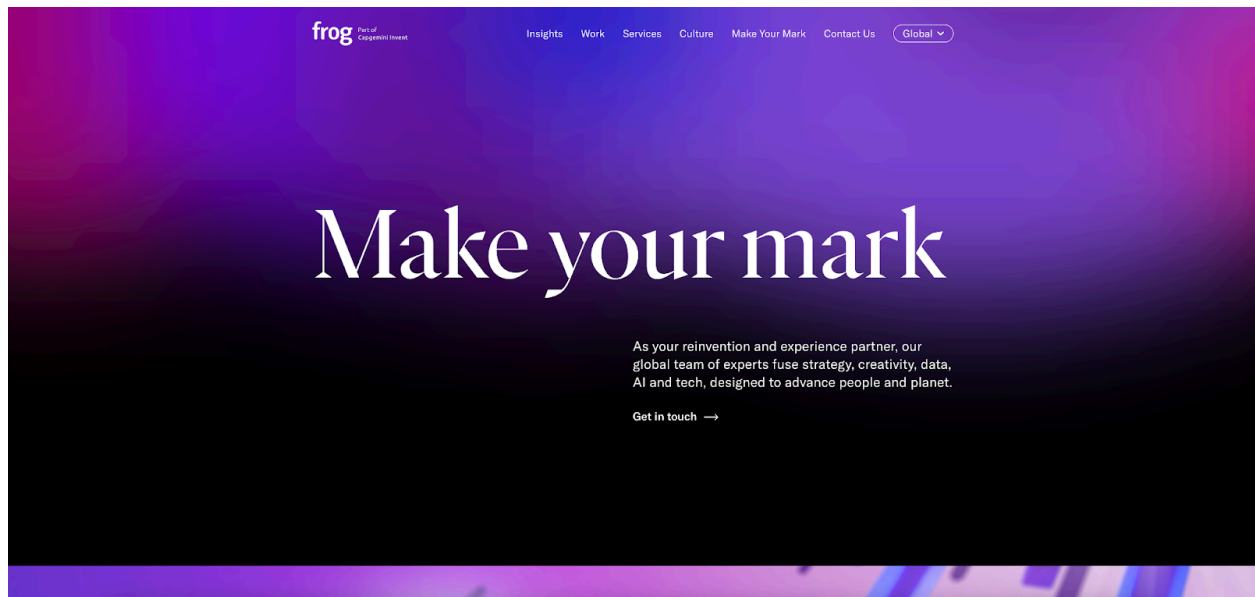 frog Part of
Capgemini Invent
Insights Work Services Culture Make Your Mark Contact Us Global
Make your mark
As your reinvention and experience partner, our
global team of experts fuse strategy, creativity, data,
AI and tech, designed to advance people and planet.
Get in touch →